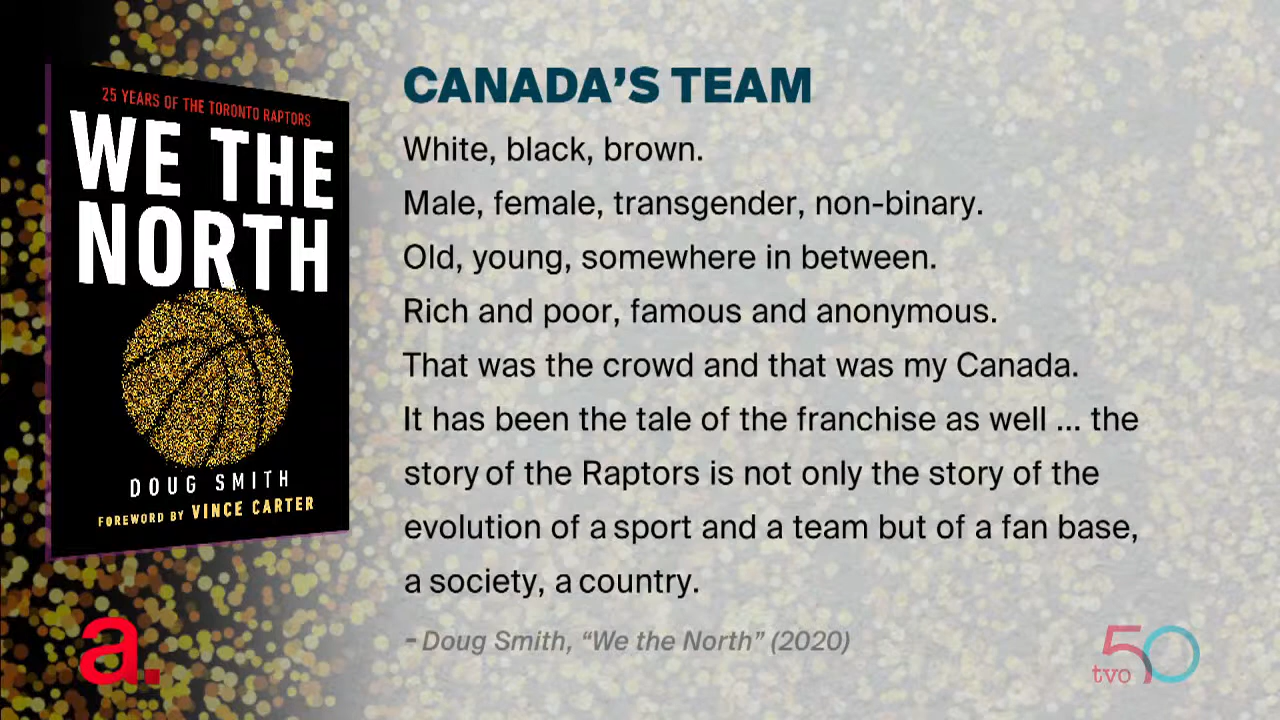 25 YEARS OF THE TORONTO RAPTORS
WE THE
NORTH
DOUG SMITH
FOREWORD BY VINCE CARTER
CANADA'S TEAM
White, black, brown.
Male, female, transgender, non-binary.
Old, young, somewhere in between.
Rich and poor, famous and anonymous.
That was the crowd and that was my Canada.
It has been the tale of the franchise as well ... the
story of the Raptors is not only the story of the
evolution of a sport and a team but of a fan base,
a society, a country.
- Doug Smith, “We the North” (2020)
a.
tvo 50